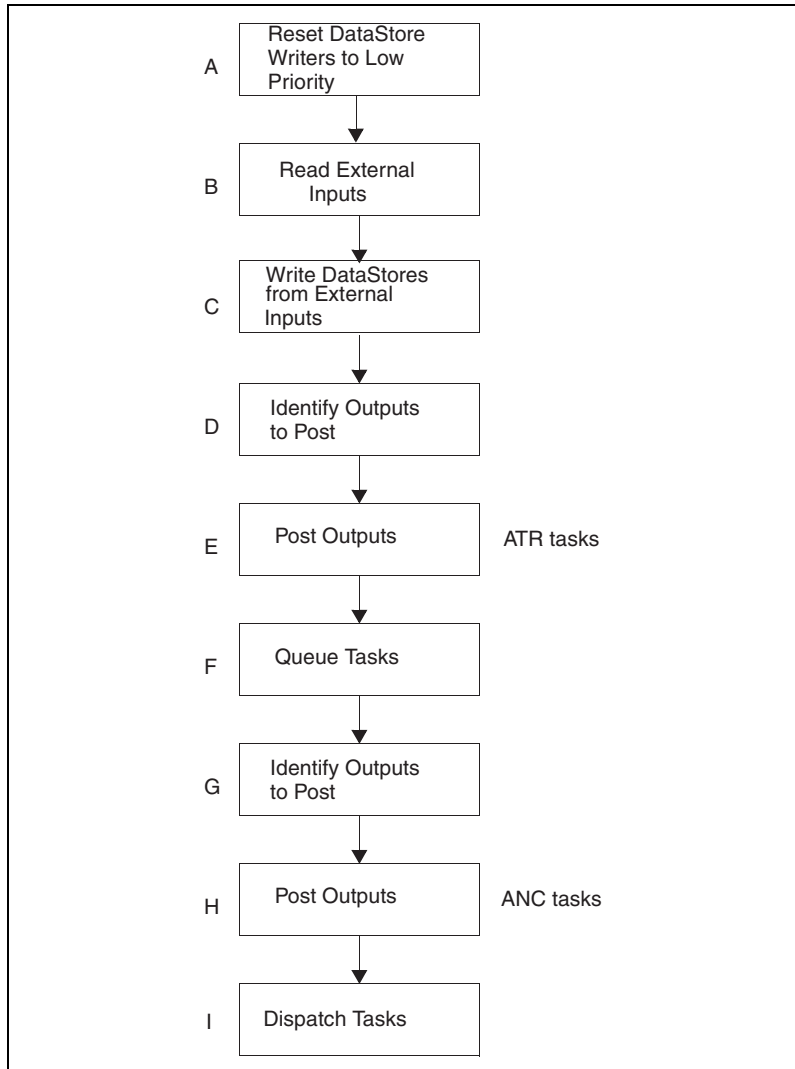 A
Reset DataStore
Writers to Low
Priority
B
Read External
Inputs
C
Write DataStores
from External
Inputs
D
Identify Outputs
to Post
E
Post Outputs
ATR tasks
F
Queue Tasks
G
Identify Outputs
to Post
H
Post Outputs
ANC tasks
I
Dispatch Tasks